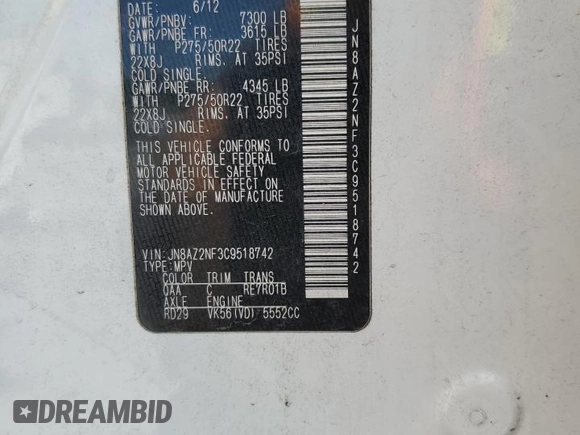 DATE: 6/12
GVWR/PNBV: 7300 LB
GAWR/PNBE FR: 3615 LB
WITH P275/50R22 TIRES
22X8J RIMS, AT 35PSI
COLD SINGLE.
GAWR/PNBE RR: 4345 LB
WITH P275/50R22 TIRES
22X8J RIMS, AT 35PSI
COLD SINGLE.
THIS VEHICLE CONFORMS TO
ALL APPLICABLE FEDERAL
MOTOR VEHICLE SAFETY
STANDARDS IN EFFECT ON
THE DATE OF MANUFACTURE
SHOWN ABOVE.
VIN: JN8AZ2NF3C9518742
TYPE: MPV
COLOR TRIM TRANS
QAA C RE7R01B
AXLE ENGINE
RD29 VK56(VD) 5552CC
JN8AZ2NF3C9518742
DREAMBID